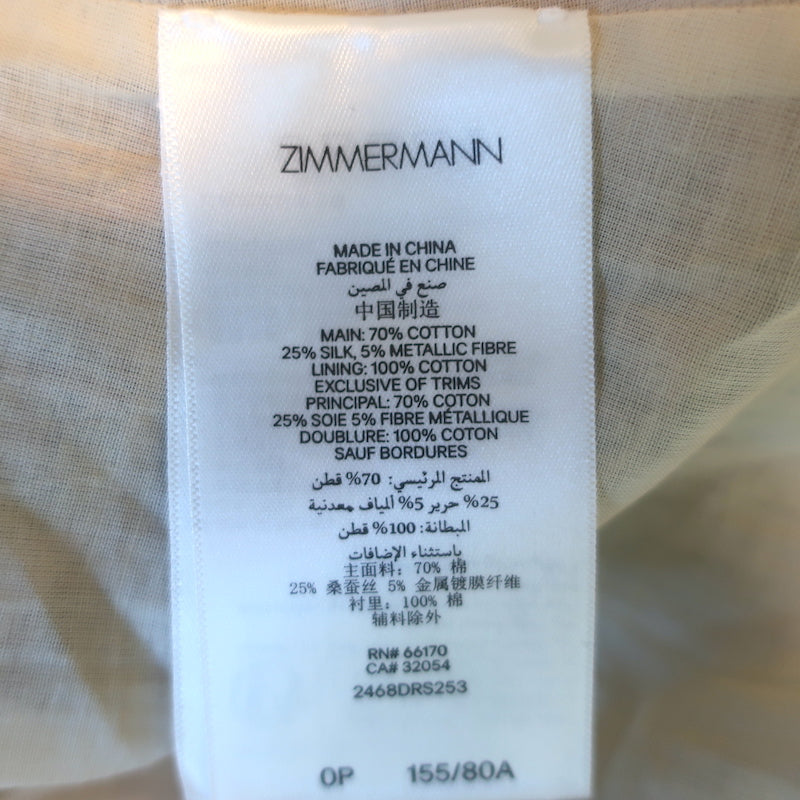 ZIMMERMANN
MADE IN CHINA
FABRIQUÉ EN CHINE
صنع في الصين
中国制造
MAIN: 70% COTTON
25% SILK, 5% METALLIC FIBRE
LINING: 100% COTTON
EXCLUSIVE OF TRIMS
PRINCIPAL: 70% COTON
25% SOIE 5% FIBRE MÉTALLIQUE
DOUBLURE: 100% COTON
SAUF BORDURES
المنتج الرئيسي: 70% قطن
25% حرير 5% ألياف معدنية
البطانة: 100% قطن
باستثناء الإضافات
主面料: 70% 棉
25% 桑蚕丝 5% 金属镀膜纤维
衬里: 100% 棉
辅料除外
RN# 66170
CA# 32054
2468DRS253
0P 155/80A